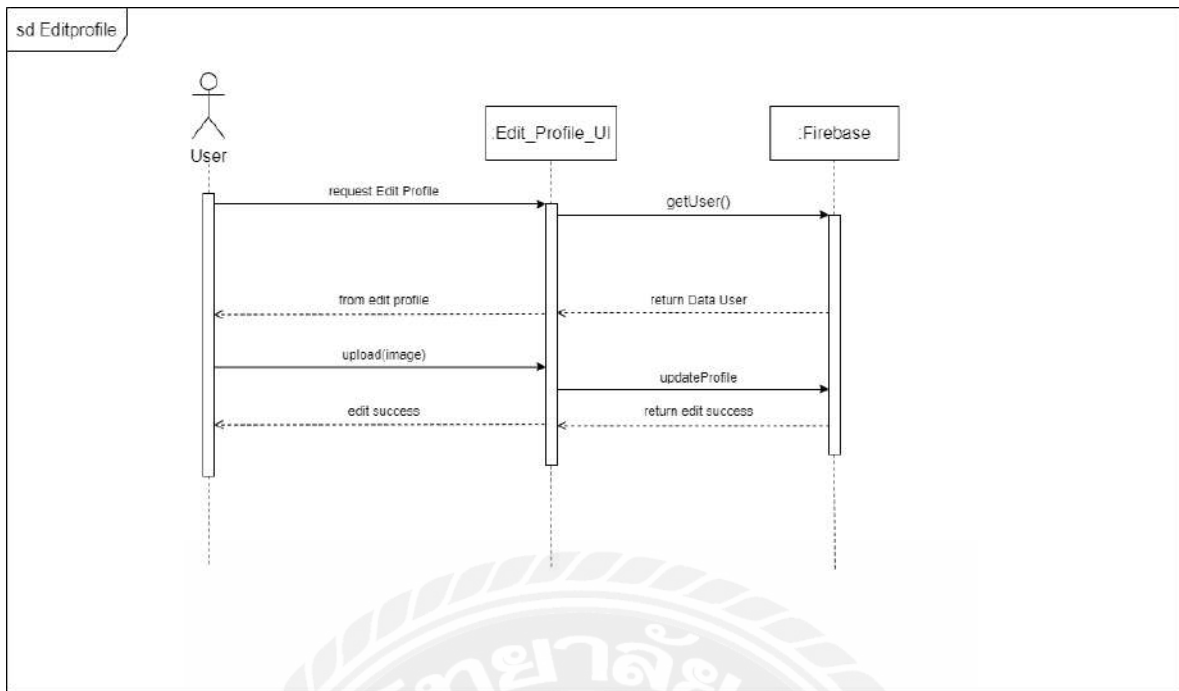 sd Editprofile
User
:Edit_Profile_UI
:Firebase
request Edit Profile
getUser()
from edit profile
return Data User
upload(image)
updateProfile
edit success
return edit success